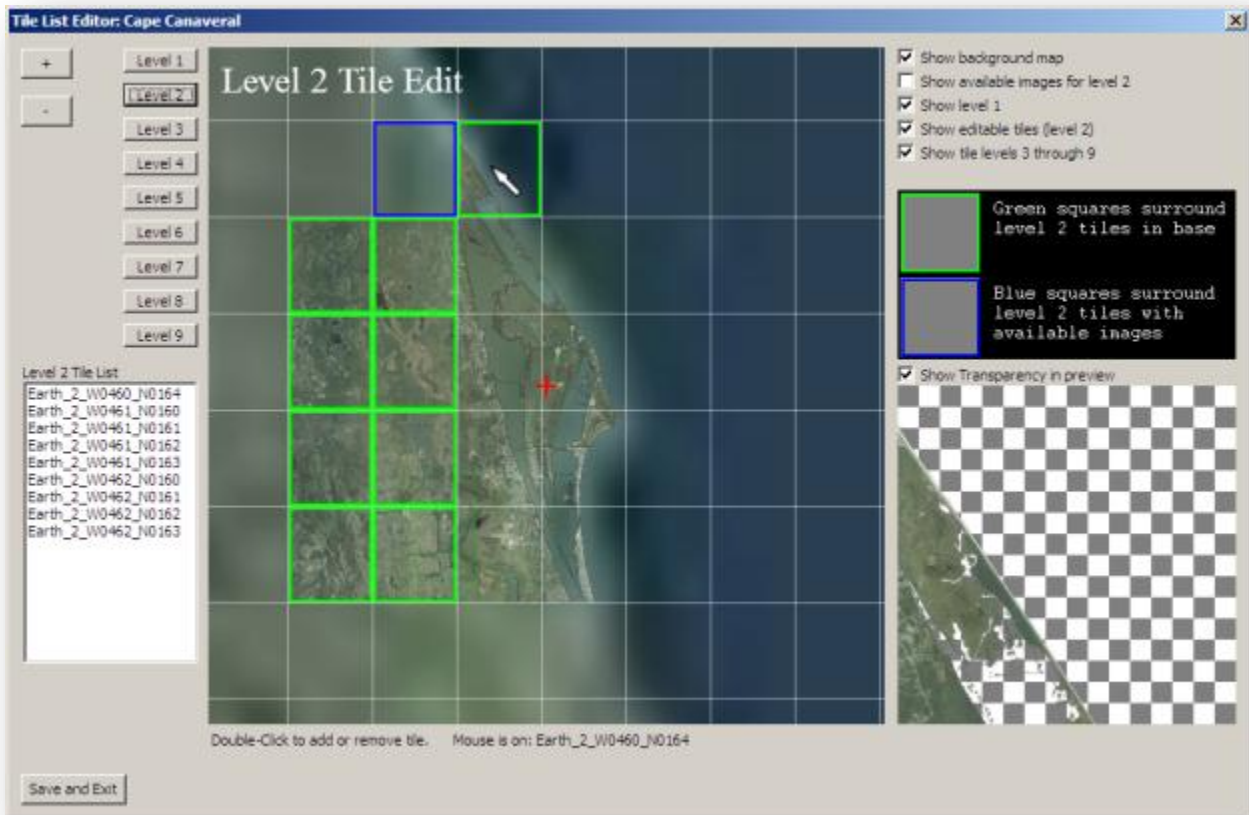 Tile List Editor: Cape Canaveral
+
-
Level 1
Level 2
Level 3
Level 4
Level 5
Level 6
Level 7
Level 8
Level 9
Level 2 Tile List
Earth_2_W0460_N0164
Earth_2_W0461_N0160
Earth_2_W0461_N0161
Earth_2_W0461_N0162
Earth_2_W0461_N0163
Earth_2_W0462_N0160
Earth_2_W0462_N0161
Earth_2_W0462_N0162
Earth_2_W0462_N0163
Level 2 Tile Edit
Show background map
Show available images for level 2
Show level 1
Show editable tiles (level 2)
Show tile levels 3 through 9
Green squares surround
level 2 tiles in base
Blue squares surround
level 2 tiles with
available images
Show Transparency in preview
Double-Click to add or remove tile. Mouse is on: Earth_2_W0460_N0164
Save and Exit